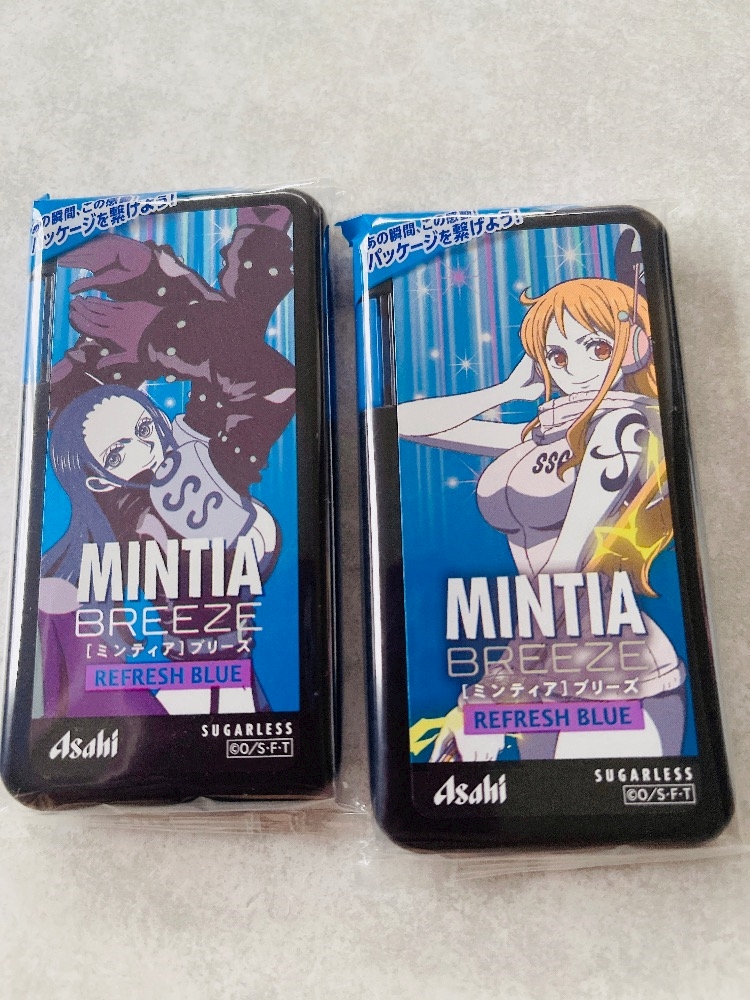 の瞬間、この感動
パッケージを繋げよう!
SSG
MINTIA
BREEZE
[ミンティア]ブリーズ
REFRESH BLUE
Asahi
SUGARLESS
©O/S・F・T
あの瞬間、この感動
パッケージを繋げよう!
SSG
MINTIA
BREEZE
[ミンティア]ブリーズ
REFRESH BLUE
Asahi
SUGARLESS
©O/S・F・T